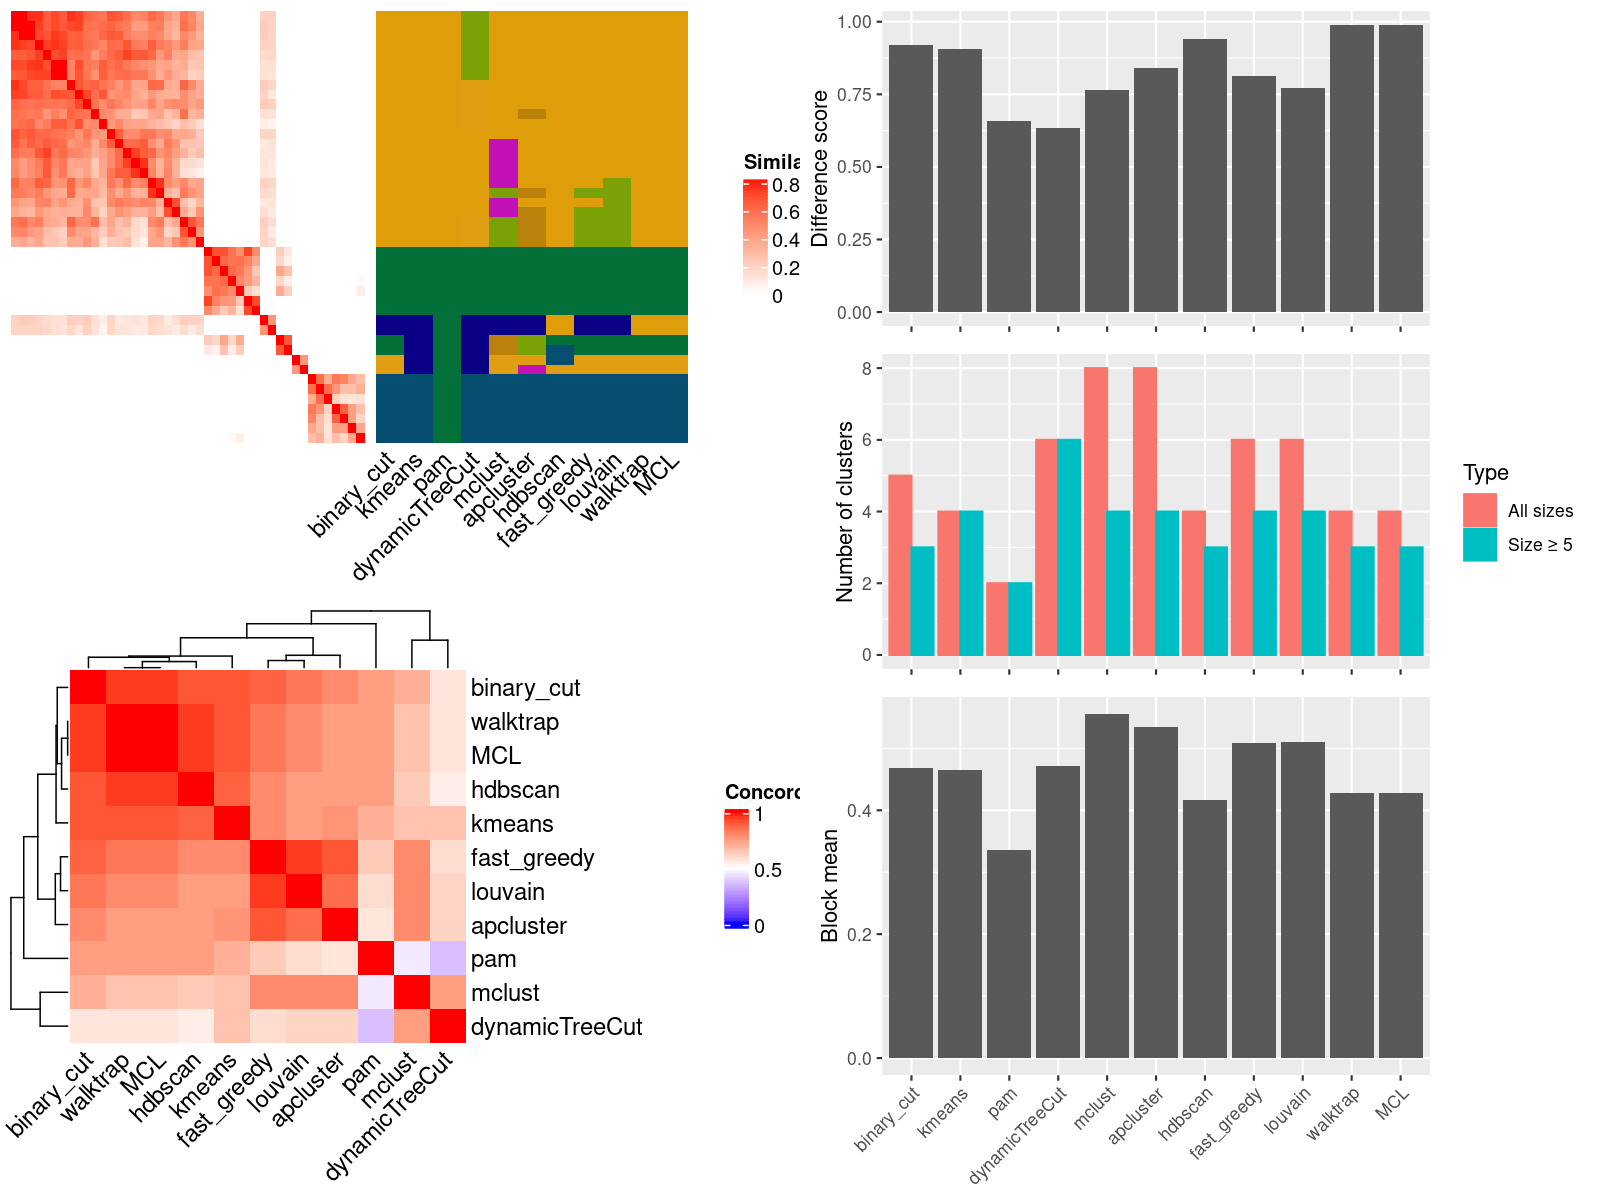 Simila
0.8
0.6
0.4
0.2
0
binary_cut
kmeans
pam
dynamicTreeCut
mclust
apcluster
hdbscan
fast_greedy
louvain
walktrap
MCL
Difference score
1.00
0.75
0.50
0.25
0.00
Number of clusters
8
6
4
2
0
Type
All sizes
Size ≥ 5
binary_cut
walktrap
MCL
hdbscan
kmeans
fast_greedy
louvain
apcluster
pam
mclust
dynamicTreeCut
binary_cut
walktrap
MCL
hdbscan
kmeans
fast_greedy
louvain
apcluster
pam
mclust
dynamicTreeCut
Concord
1
0.5
0
Block mean
0.4
0.2
0.0
binary_cut
kmeans
pam
dynamicTreeCut
mclust
apcluster
hdbscan
fast_greedy
louvain
walktrap
MCL